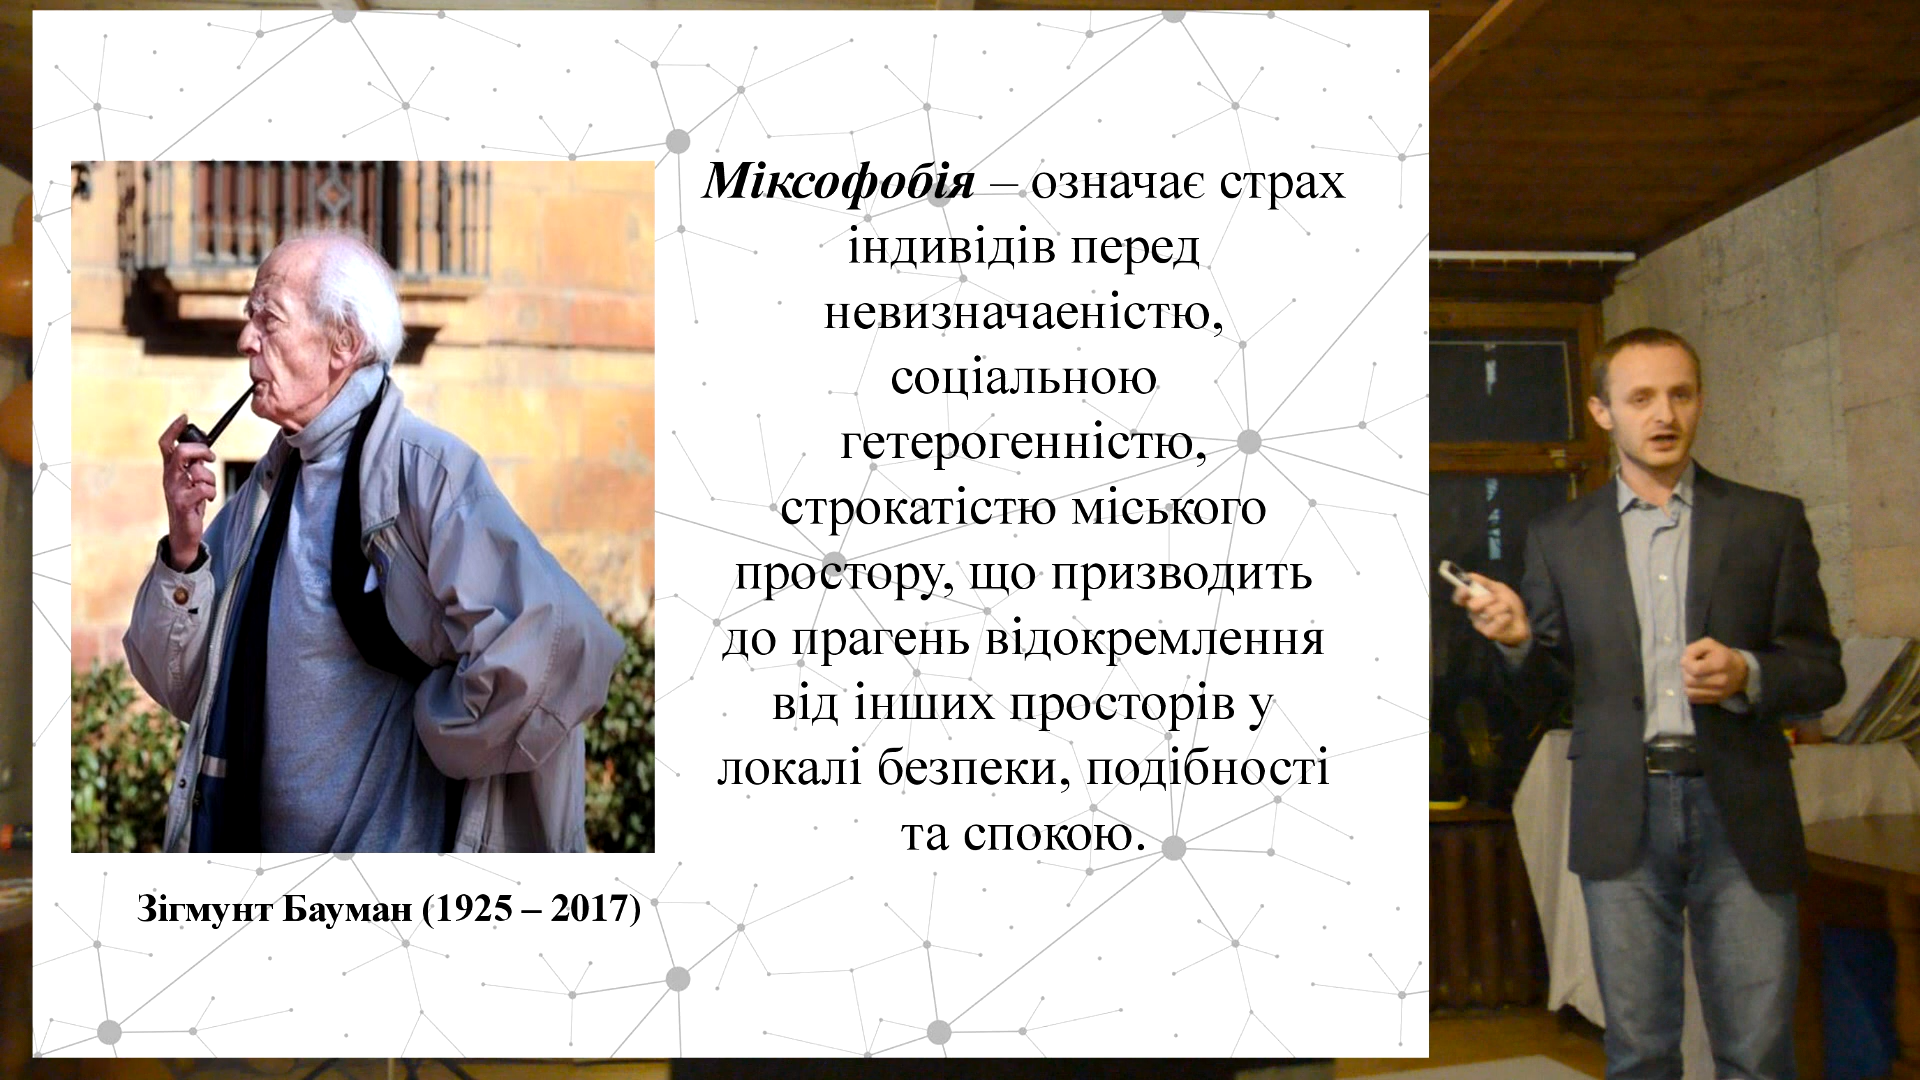 Міксофобія – означає страх
індивідів перед
невизначаеністю,
соціальною
гетерогенністю,
строкатістю міського
простору, що призводить
до прагень відокремлення
від інших просторів у
локалі безпеки, подібності
та спокою.
Зігмунт Бауман (1925 – 2017)